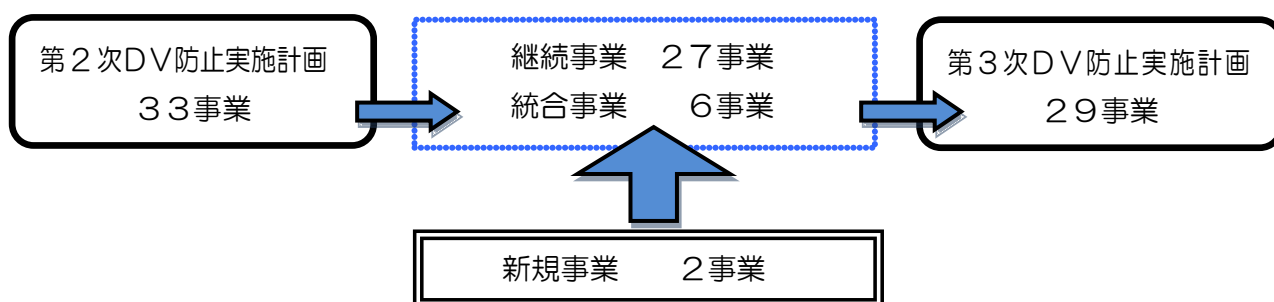 第２次ＤＶ防止実施計画
３３事業
継続事業　２７事業
統合事業　　６事業
第３次ＤＶ防止実施計画
２９事業
新規事業　　２事業